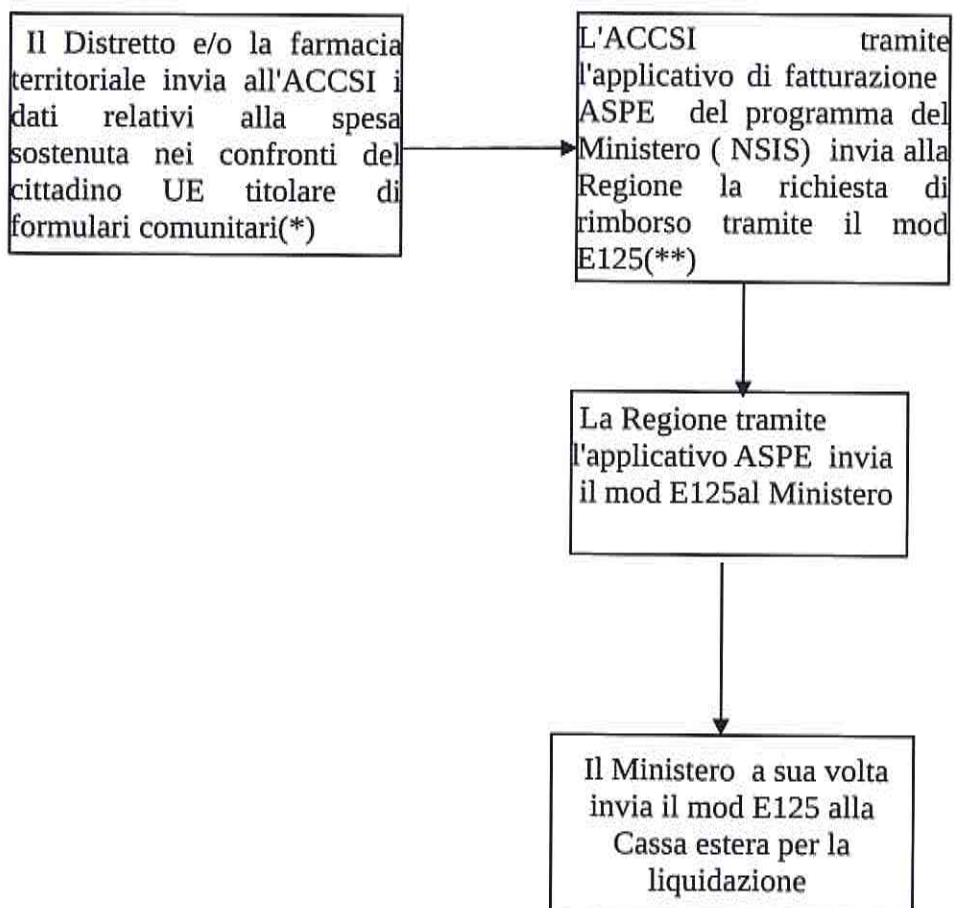 Il Distretto e/o la farmacia
territoriale invia all'ACCSI i
dati relativi alla spesa
sostenuta nei confronti del
cittadino UE titolare di
formulari comunitari(*)
L'ACCSI tramite
l'applicativo di fatturazione
ASPE del programma del
Ministero ( NSIS) invia alla
Regione la richiesta di
rimborso tramite il mod
E125(**)
La Regione tramite
l'applicativo ASPE invia
il mod E125al Ministero
Il Ministero a sua volta
invia il mod E125 alla
Cassa estera per la
liquidazione